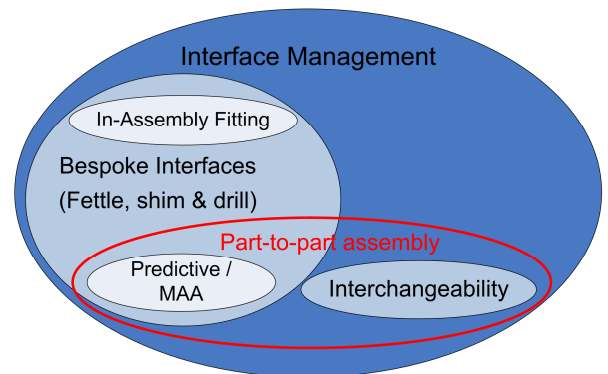 Interface Management
In-Assembly Fitting
Bespoke Interfaces
(Fettle, shim & drill)
Part-to-part assembly
Predictive /
MAA
Interchangeability